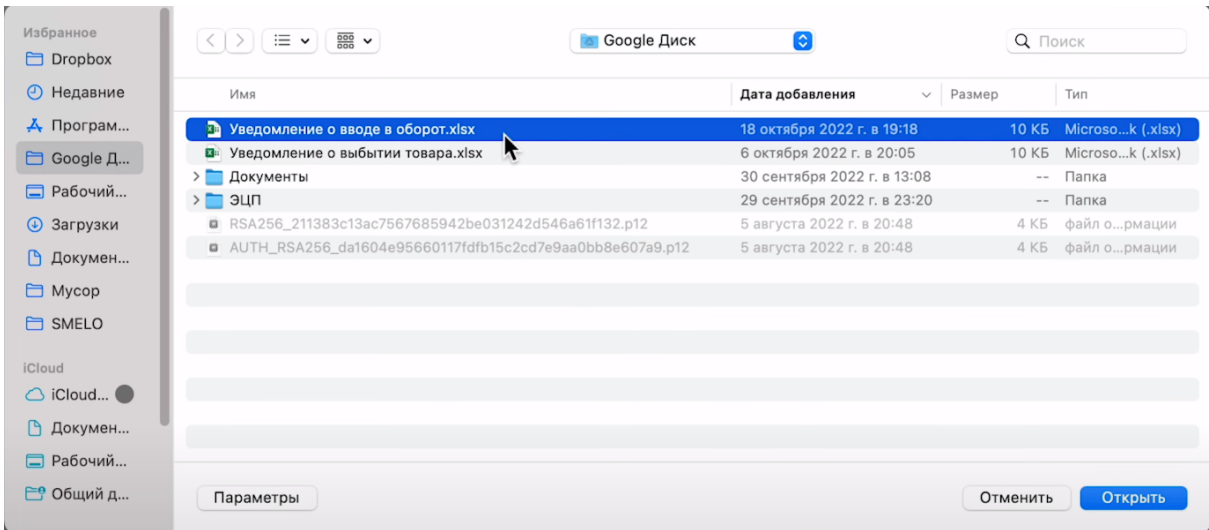 Избранное
Dropbox
Недавние
Програм...
Google Д...
Рабочий...
Загрузки
Докумен...
Мусор
SMELO
iCloud
iCloud...
Докумен...
Рабочий...
Общий д...
Google Диск
Поиск
Имя Дата добавления Размер Тип
Уведомление о вводе в оборот.xlsx 18 октября 2022 г. в 19:18 10 КБ Microso...k (.xlsx)
Уведомление о выбытии товара.xlsx 6 октября 2022 г. в 20:05 10 КБ Microso...k (.xlsx)
Документы 30 сентября 2022 г. в 13:08 -- Папка
ЭЦП 29 сентября 2022 г. в 23:20 -- Папка
RSA256_211383c13ac7567685942be031242d546a61f132.p12 5 августа 2022 г. в 20:48 4 КБ файл о...рмации
AUTH_RSA256_da1604e95660117fdfb15c2cd7e9aa0bb8e607a9.p12 5 августа 2022 г. в 20:48 4 КБ файл о...рмации
Параметры Отменить Открыть